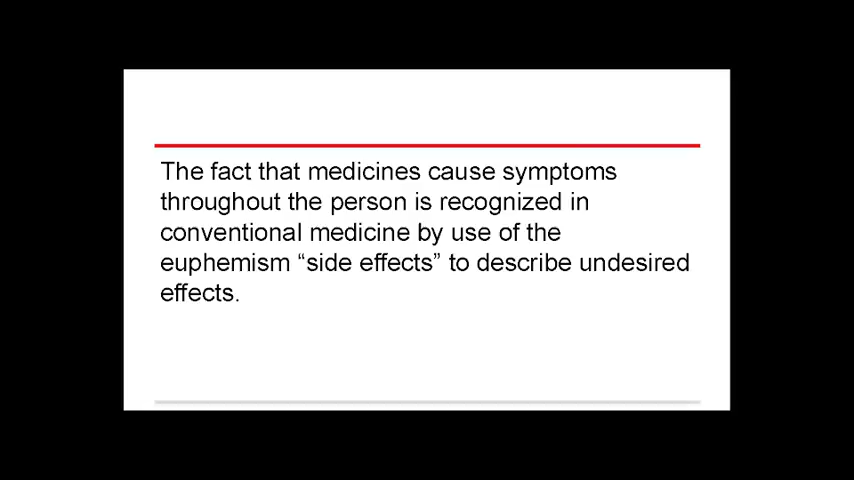 The fact that medicines cause symptoms
throughout the person is recognized in
conventional medicine by use of the
euphemism “side effects” to describe undesired
effects.